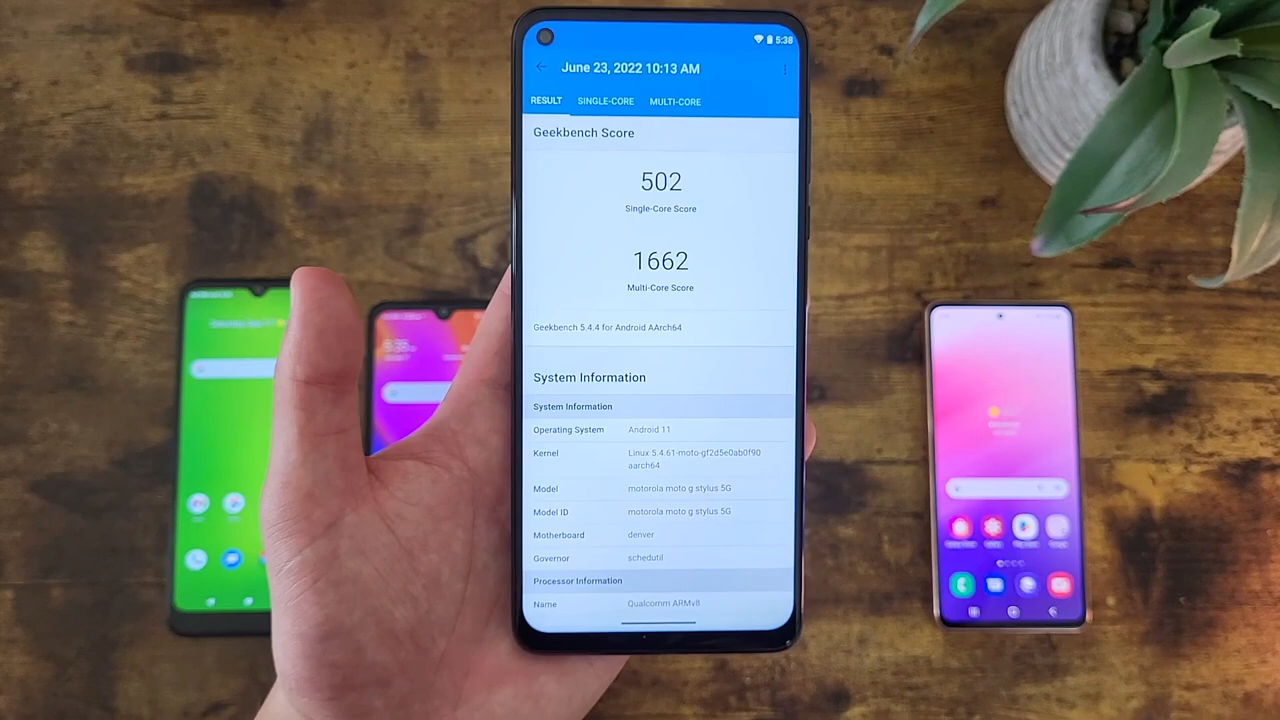 5:38
June 23, 2022 10:13 AM
RESULT SINGLE-CORE MULTI-CORE
Geekbench Score
502
Single-Core Score
1662
Multi-Core Score
Geekbench 5.4.4 for Android AArch64
System Information
System Information
Operating System Android 11
Kernel Linux 5.4.61-moto-gf2d5e0ab0f90
aarch64
Model motorola moto g stylus 5G
Model ID motorola moto g stylus 5G
Motherboard denver
Governor schedutil
Processor Information
Name Qualcomm ARMv8